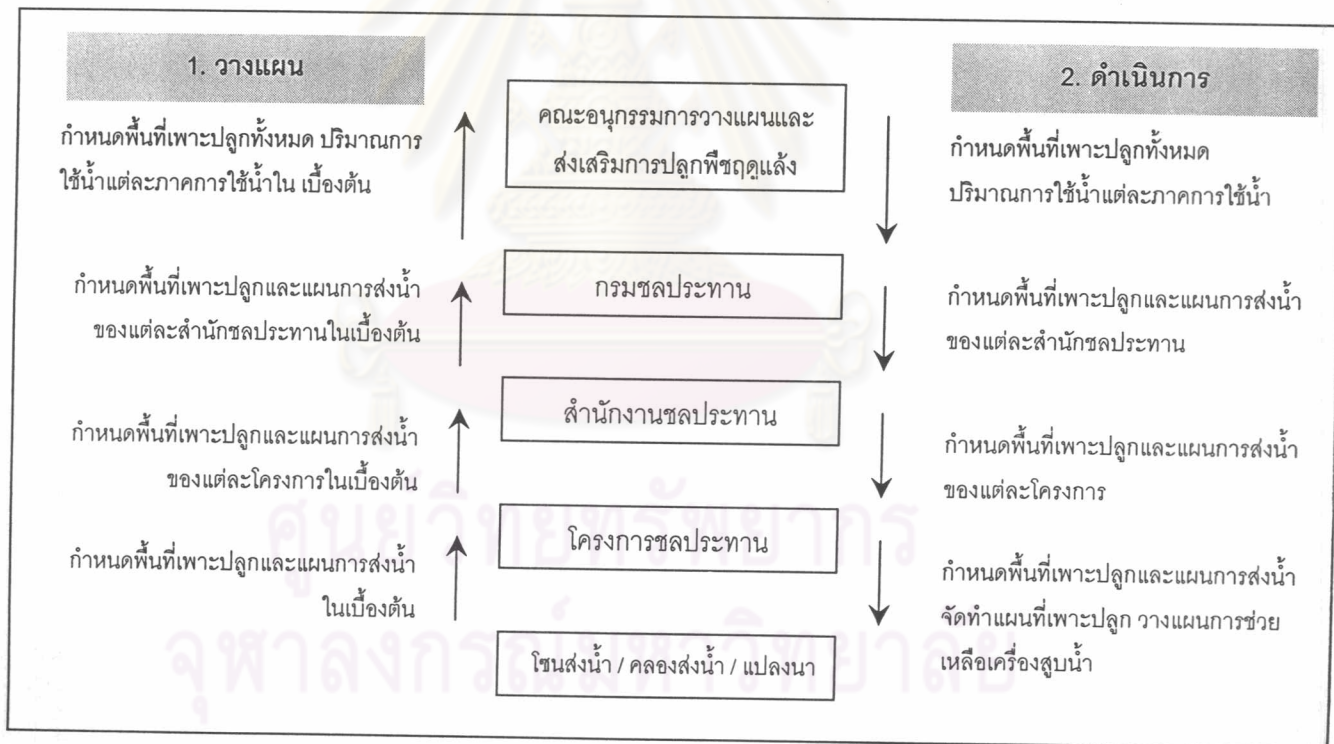 1. วางแผน
กำหนดพื้นที่เพาะปลูกทั้งหมด ปริมาณการ
ใช้น้ำแต่ละภาคการใช้น้ำใน เบื้องต้น
กำหนดพื้นที่เพาะปลูกและแผนการส่งน้ำ
ของแต่ละสำนักชลประทานในเบื้องต้น
กำหนดพื้นที่เพาะปลูกและแผนการส่งน้ำ
ของแต่ละโครงการในเบื้องต้น
กำหนดพื้นที่เพาะปลูกและแผนการส่งน้ำ
ในเบื้องต้น
คณะอนุกรรมการวางแผนและ
ส่งเสริมการปลูกพืชฤดูแล้ง
กรมชลประทาน
สำนักงานชลประทาน
โครงการชลประทาน
โซนส่งน้ำ / คลองส่งน้ำ / แปลงนา
2. ดำเนินการ
กำหนดพื้นที่เพาะปลูกทั้งหมด
ปริมาณการใช้น้ำแต่ละภาคการใช้น้ำ
กำหนดพื้นที่เพาะปลูกและแผนการส่งน้ำ
ของแต่ละสำนักชลประทาน
กำหนดพื้นที่เพาะปลูกและแผนการส่งน้ำ
ของแต่ละโครงการ
กำหนดพื้นที่เพาะปลูกและแผนการส่งน้ำ
จัดทำแผนที่เพาะปลูก วางแผนการช่วย
เหลือเครื่องสูบน้ำ
ศูนย์วิทยทรัพยากร
จุฬาลงกรณ์มหาวิทยาลัย